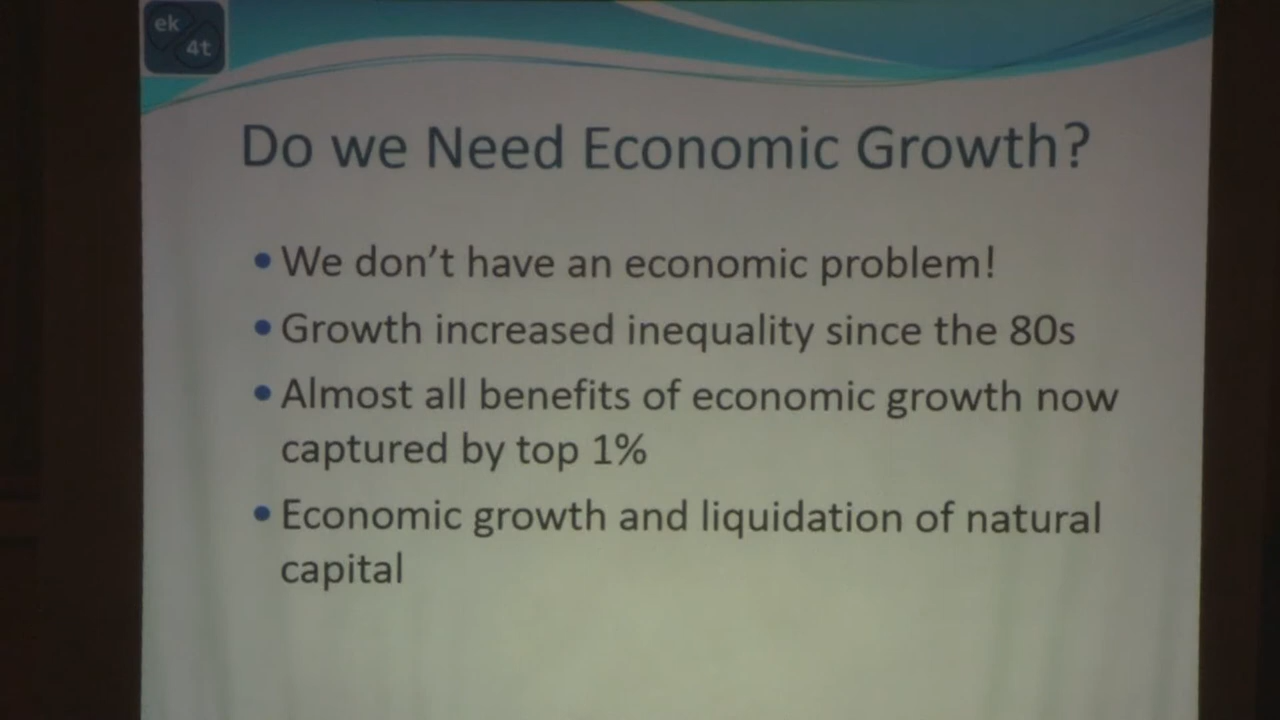 ek
4t
Do we Need Economic Growth?
• We don't have an economic problem!
• Growth increased inequality since the 80s
• Almost all benefits of economic growth now
captured by top 1%
• Economic growth and liquidation of natural
capital